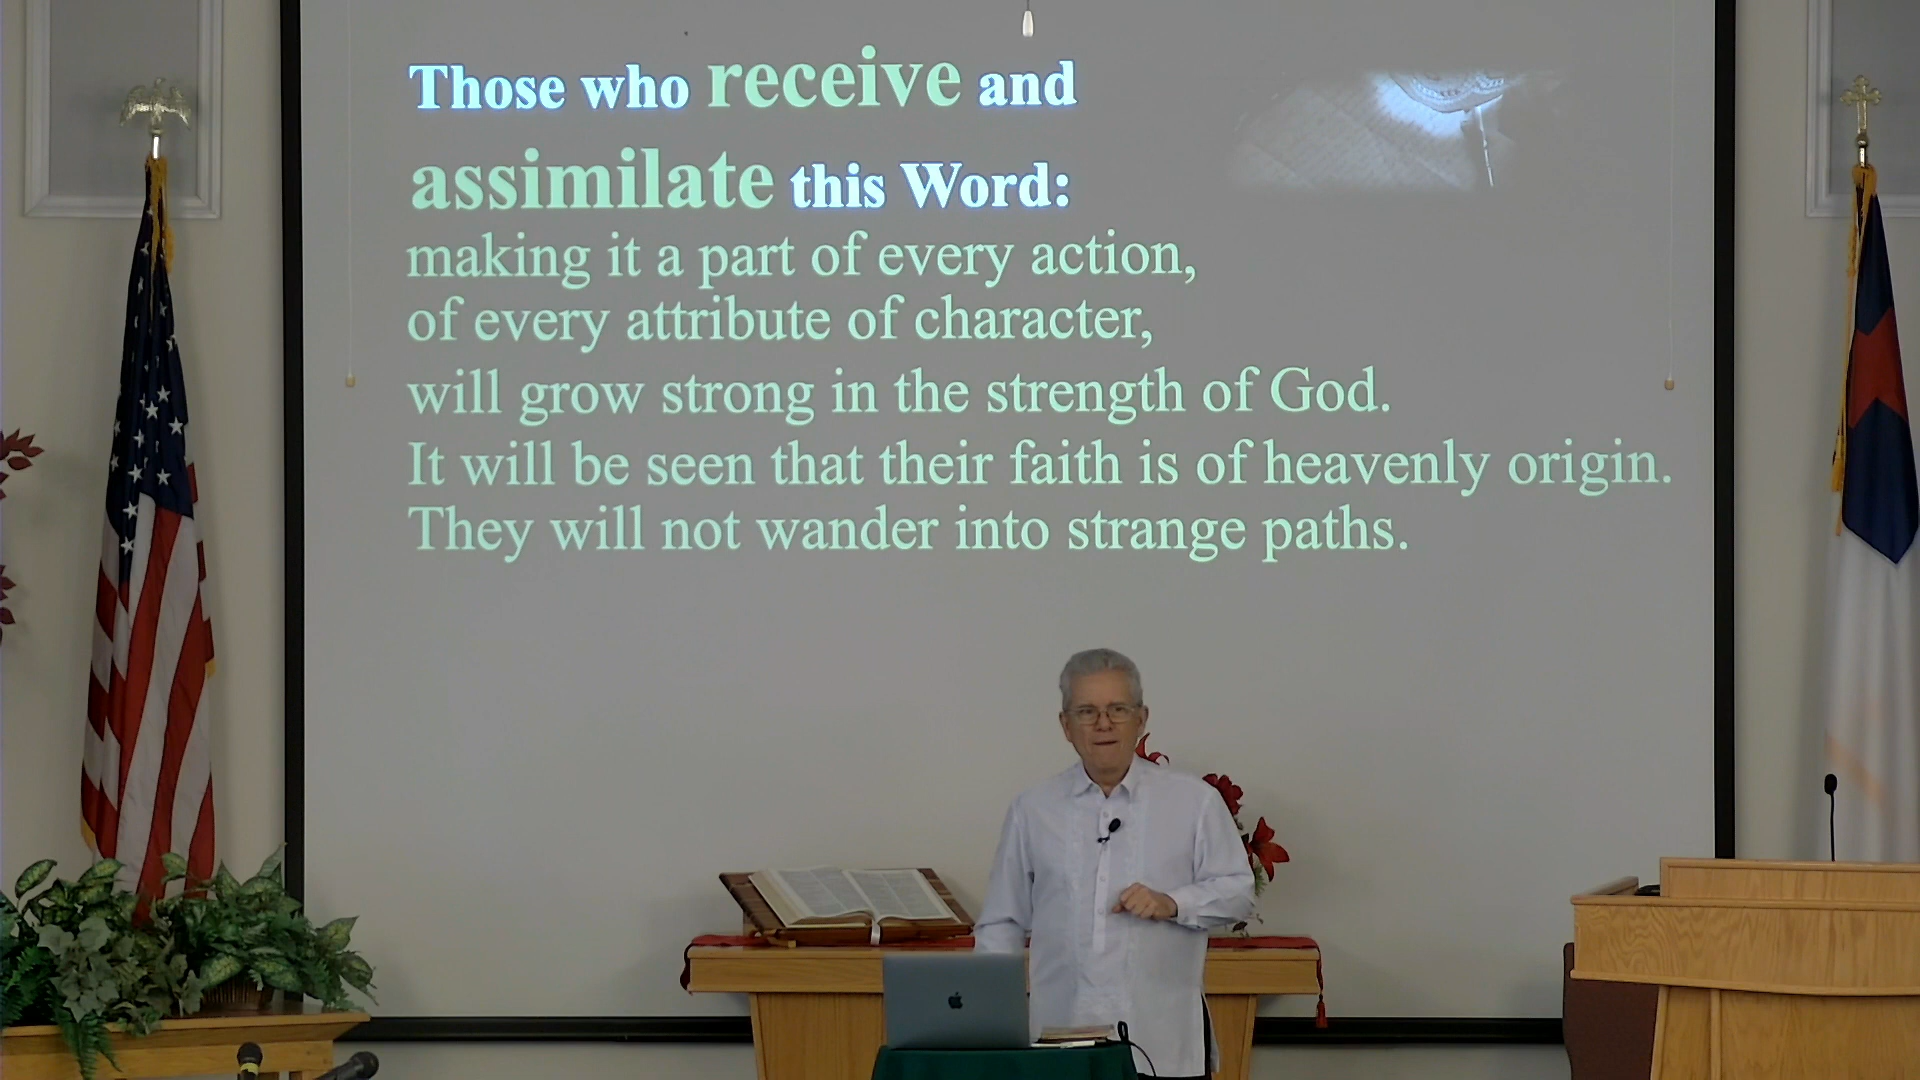 Those who receive and
assimilate this Word:
making it a part of every action,
of every attribute of character,
will grow strong in the strength of God.
It will be seen that their faith is of heavenly origin.
They will not wander into strange paths.